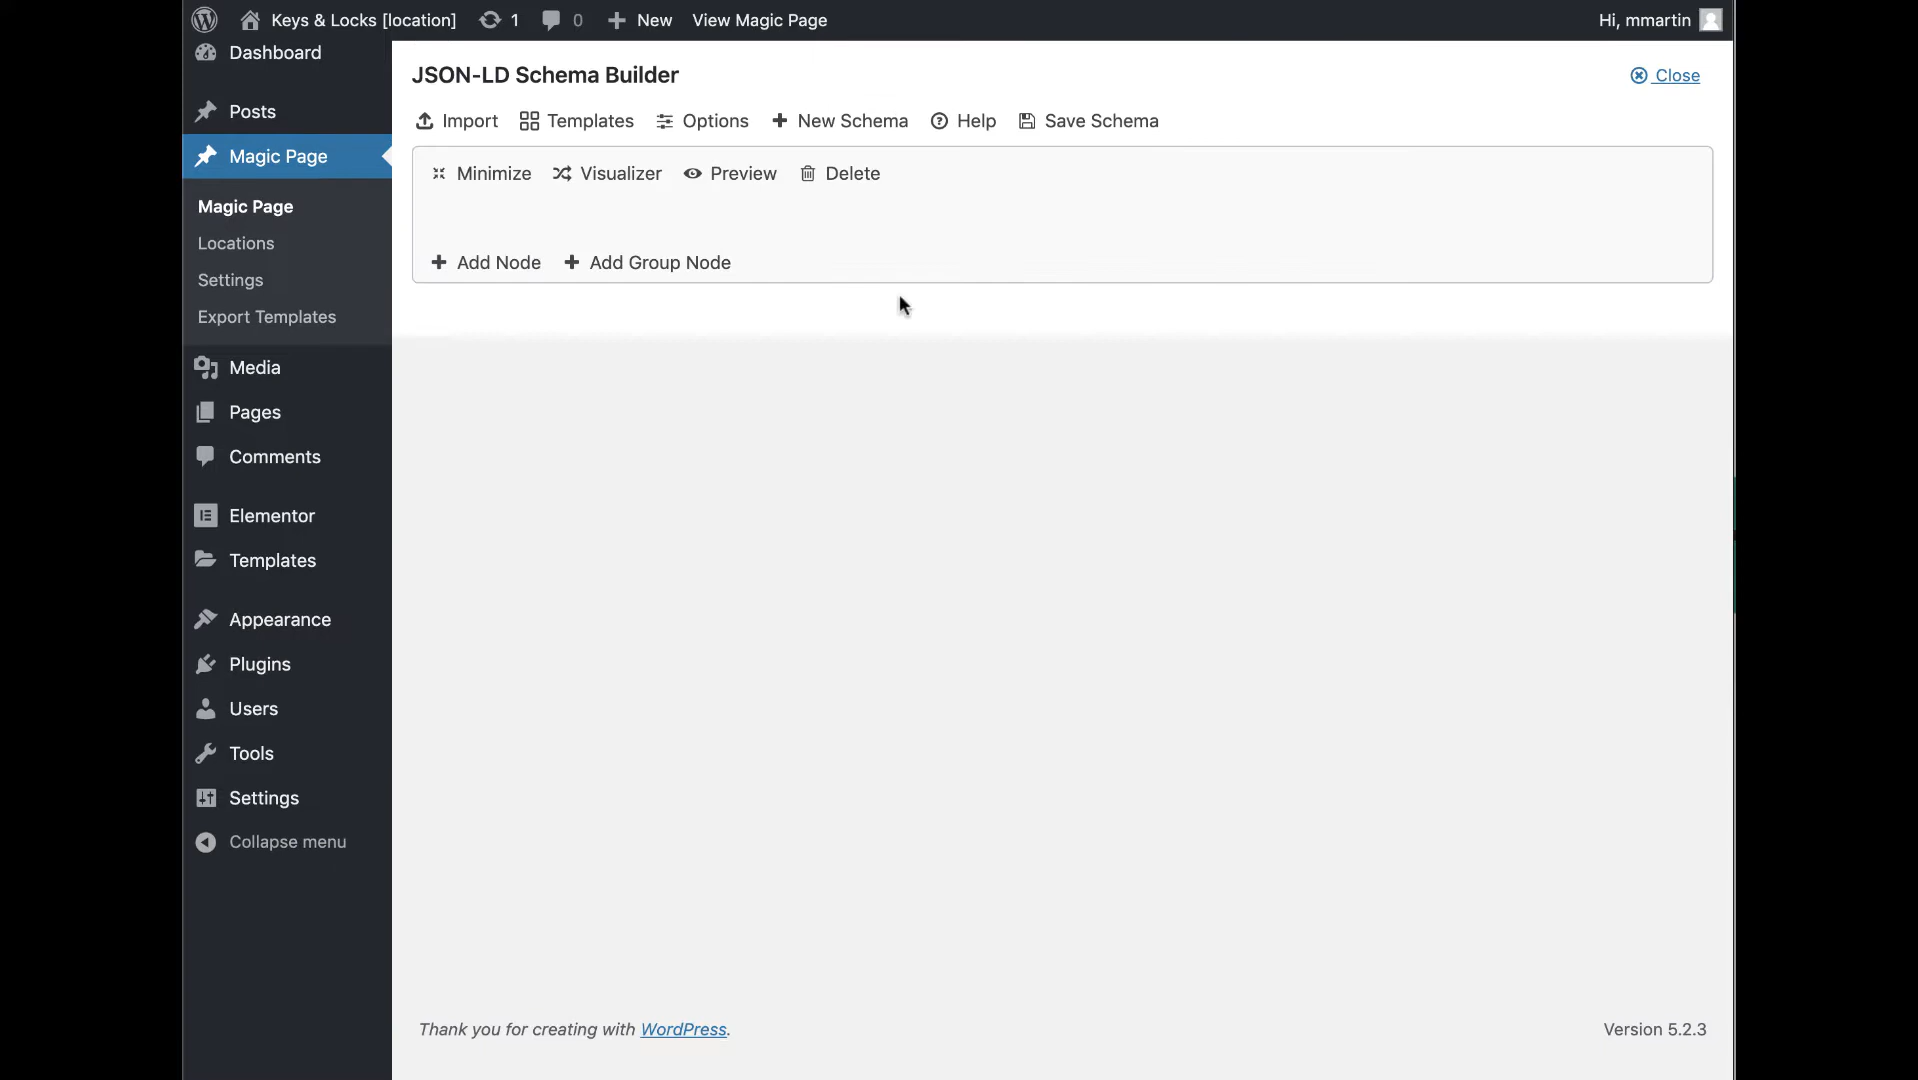 Keys & Locks [location] 1 0 New View Magic Page Hi, mmartin
Dashboard
Posts
Magic Page
Magic Page
Locations
Settings
Export Templates
Media
Pages
Comments
Elementor
Templates
Appearance
Plugins
Users
Tools
Settings
Collapse menu
JSON-LD Schema Builder Close
Import Templates Options New Schema Help Save Schema
Minimize Visualizer Preview Delete
Add Node Add Group Node
Thank you for creating with WordPress. Version 5.2.3